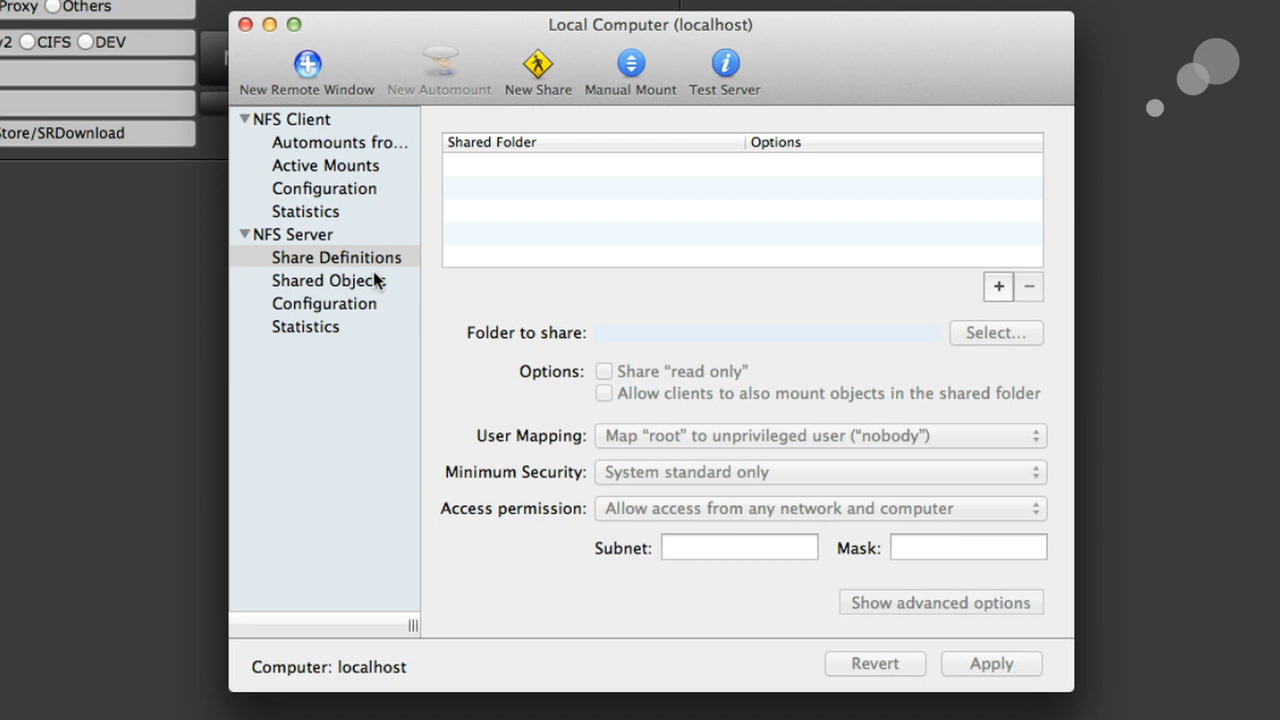 Proxy Others
v2 CIFS DEV
Store/SRDownload
Local Computer (localhost)
New Remote Window
New Automount
New Share
Manual Mount
Test Server
NFS Client
Automounts fro...
Active Mounts
Configuration
Statistics
NFS Server
Share Definitions
Shared Objects
Configuration
Statistics
Shared Folder
Options
+ −
Folder to share:
Select...
Options:
Share “read only”
Allow clients to also mount objects in the shared folder
User Mapping:
Map “root” to unprivileged user (“nobody”)
Minimum Security:
System standard only
Access permission:
Allow access from any network and computer
Subnet:
Mask:
Show advanced options
Computer: localhost
Revert
Apply